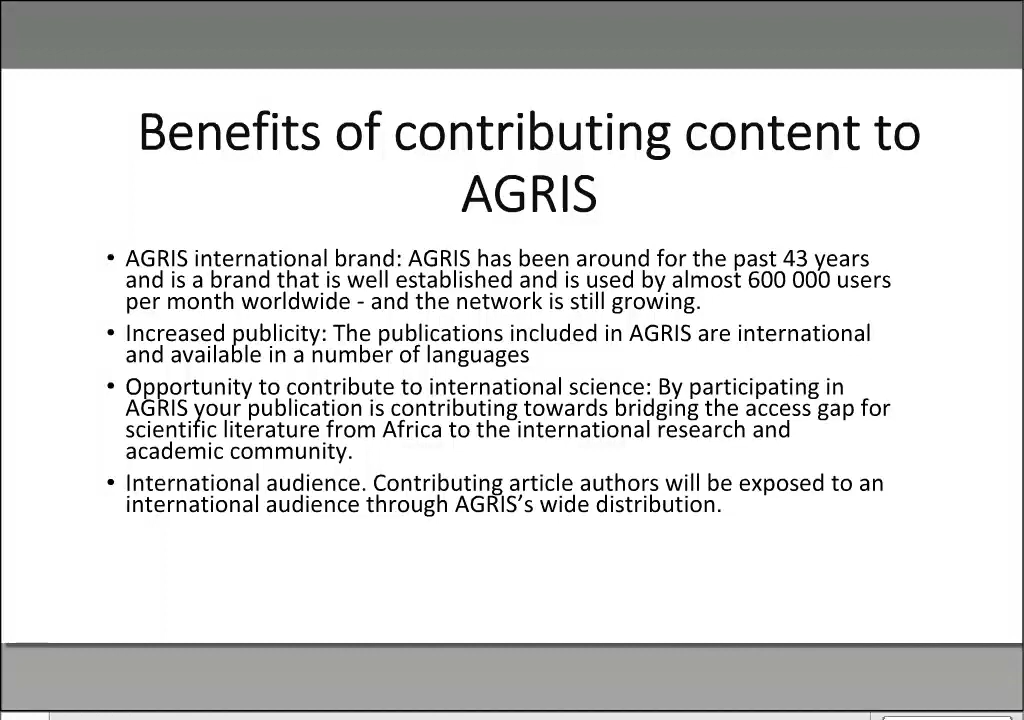 Benefits of contributing content to
AGRIS
• AGRIS international brand: AGRIS has been around for the past 43 years
and is a brand that is well established and is used by almost 600 000 users
per month worldwide - and the network is still growing.
• Increased publicity: The publications included in AGRIS are international
and available in a number of languages
• Opportunity to contribute to international science: By participating in
AGRIS your publication is contributing towards bridging the access gap for
scientific literature from Africa to the international research and
academic community.
• International audience. Contributing article authors will be exposed to an
international audience through AGRIS’s wide distribution.